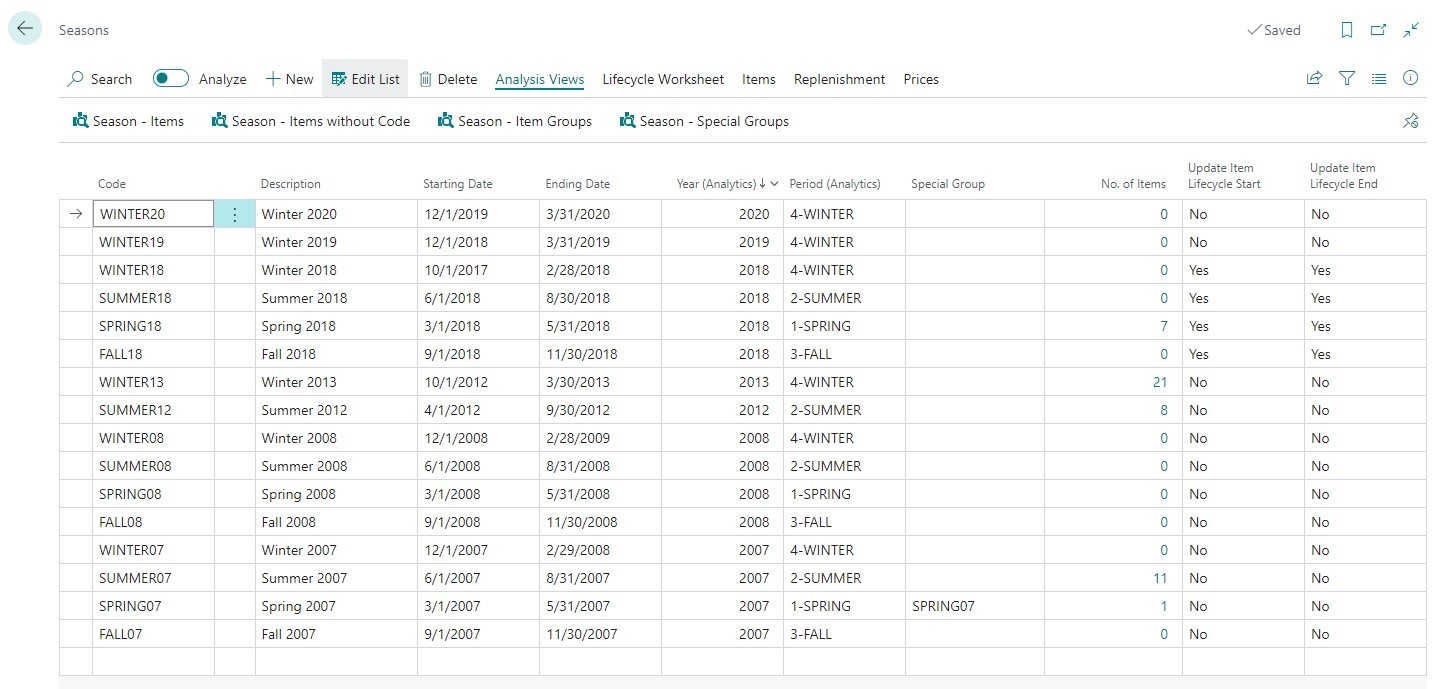 Seasons
Saved
Search Analyze New Edit List Delete Analysis Views Lifecycle Worksheet Items Replenishment Prices
Season - Items Season - Items without Code Season - Item Groups Season - Special Groups
Code Description Starting Date Ending Date Year (Analytics) ↓ Period (Analytics) Special Group No. of Items Update Item Lifecycle Start Update Item Lifecycle End
WINTER20 Winter 2020 12/1/2019 3/31/2020 2020 4-WINTER 0 No No
WINTER19 Winter 2019 12/1/2018 3/31/2019 2019 4-WINTER 0 No No
WINTER18 Winter 2018 10/1/2017 2/28/2018 2018 4-WINTER 0 Yes Yes
SUMMER18 Summer 2018 6/1/2018 8/30/2018 2018 2-SUMMER 0 Yes Yes
SPRING18 Spring 2018 3/1/2018 5/31/2018 2018 1-SPRING 7 Yes Yes
FALL18 Fall 2018 9/1/2018 11/30/2018 2018 3-FALL 0 Yes Yes
WINTER13 Winter 2013 10/1/2012 3/30/2013 2013 4-WINTER 21 No No
SUMMER12 Summer 2012 4/1/2012 9/30/2012 2012 2-SUMMER 8 No No
WINTER08 Winter 2008 12/1/2008 2/28/2009 2008 4-WINTER 0 No No
SUMMER08 Summer 2008 6/1/2008 8/31/2008 2008 2-SUMMER 0 No No
SPRING08 Spring 2008 3/1/2008 5/31/2008 2008 1-SPRING 0 No No
FALL08 Fall 2008 9/1/2008 11/30/2008 2008 3-FALL 0 No No
WINTER07 Winter 2007 12/1/2007 2/29/2008 2007 4-WINTER 0 No No
SUMMER07 Summer 2007 6/1/2007 8/31/2007 2007 2-SUMMER 11 No No
SPRING07 Spring 2007 3/1/2007 5/31/2007 2007 1-SPRING SPRING07 1 No No
FALL07 Fall 2007 9/1/2007 11/30/2007 2007 3-FALL 0 No No